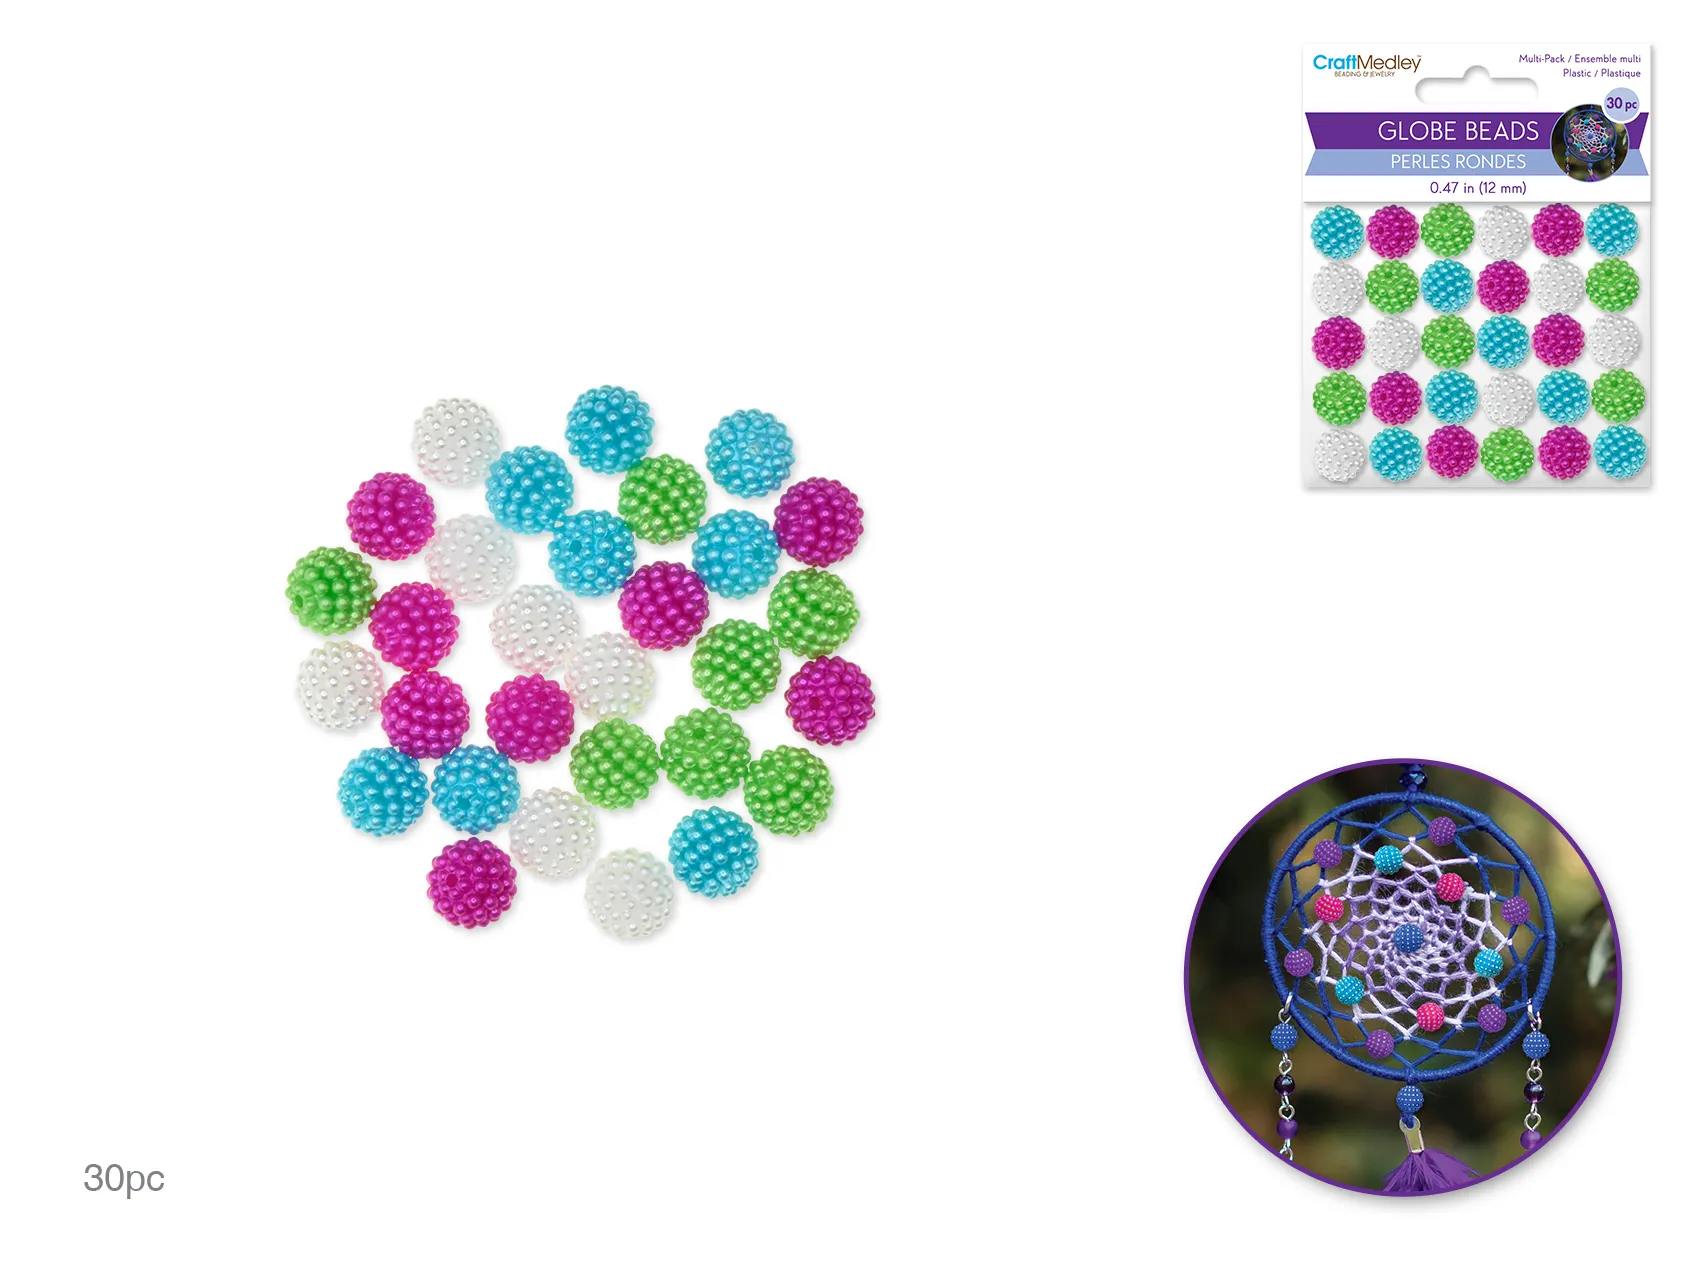 CraftMedley™
BEADING & JEWELRY
Multi-Pack / Ensemble multi
Plastic / Plastique
30 pc
GLOBE BEADS
PERLES RONDES
0.47 in (12 mm)
30pc